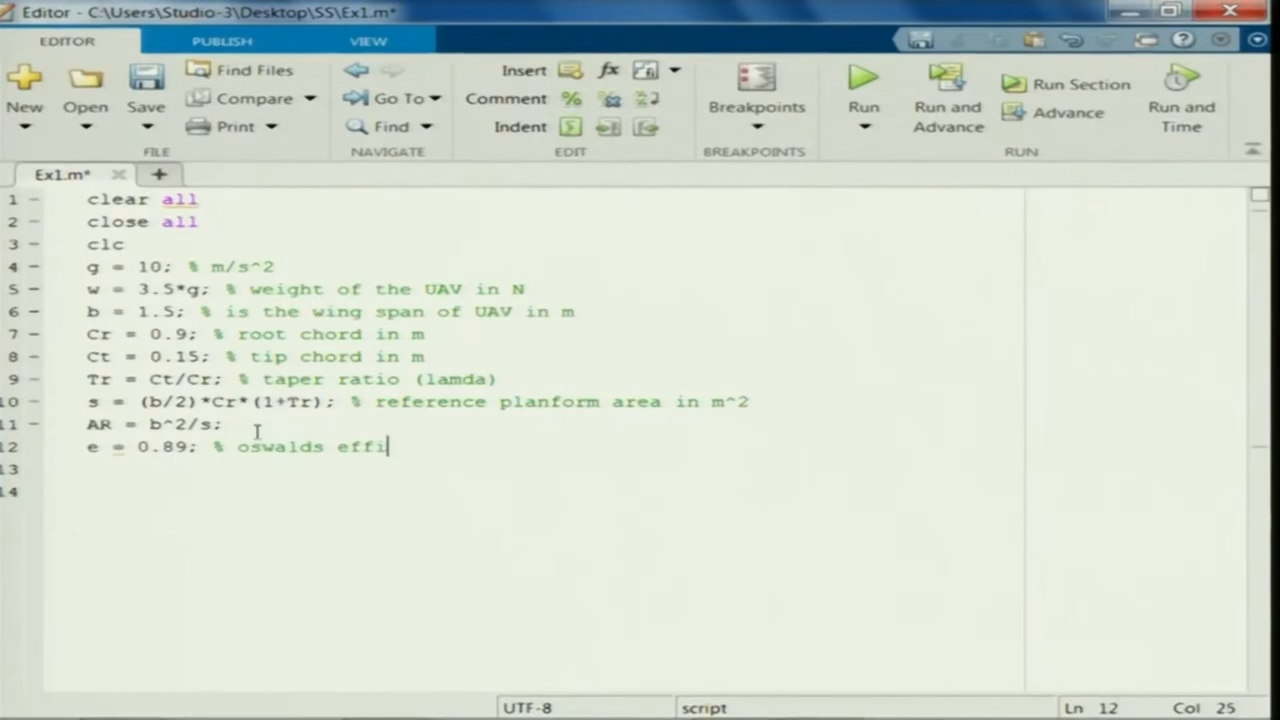 Editor - C:\Users\Studio-3\Desktop\SS\Ex1.m*
EDITOR PUBLISH VIEW
New Open Save Find Files Compare Print
Go To Find
Insert fx
Comment
Indent
Breakpoints
Run Run and Advance Run Section Advance Run and Time
FILE NAVIGATE EDIT BREAKPOINTS RUN
Ex1.m*
1 - clear all
2 - close all
3 - clc
4 - g = 10; % m/s^2
5 - w = 3.5*g; % weight of the UAV in N
6 - b = 1.5; % is the wing span of UAV in m
7 - Cr = 0.9; % root chord in m
8 - Ct = 0.15; % tip chord in m
9 - Tr = Ct/Cr; % taper ratio (lamda)
10 - s = (b/2)*Cr*(1+Tr); % reference planform area in m^2
11 - AR = b^2/s;
12 e = 0.89; % oswalds effi
13
14
UTF-8 script Ln 12 Col 25